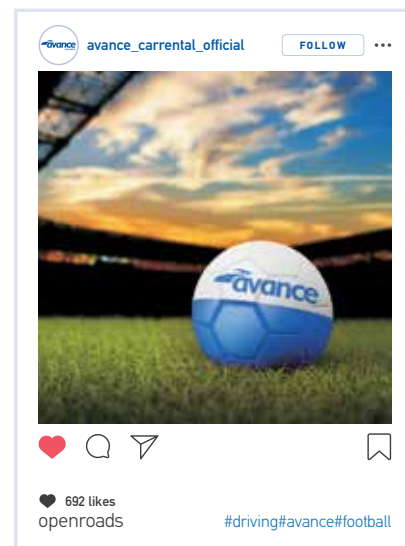 avance avance_carrental_official FOLLOW
avance
692 likes
openroads #driving#avance#football